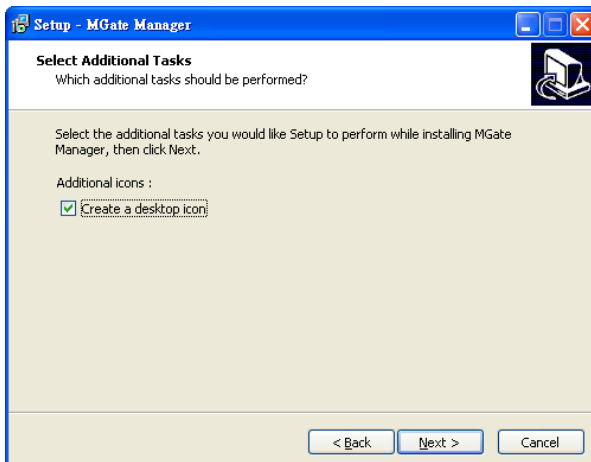 Setup - MGate Manager
Select Additional Tasks
Which additional tasks should be performed?
Select the additional tasks you would like Setup to perform while installing MGate
Manager, then click Next.
Additional icons :
Create a desktop icon
< Back
Next >
Cancel